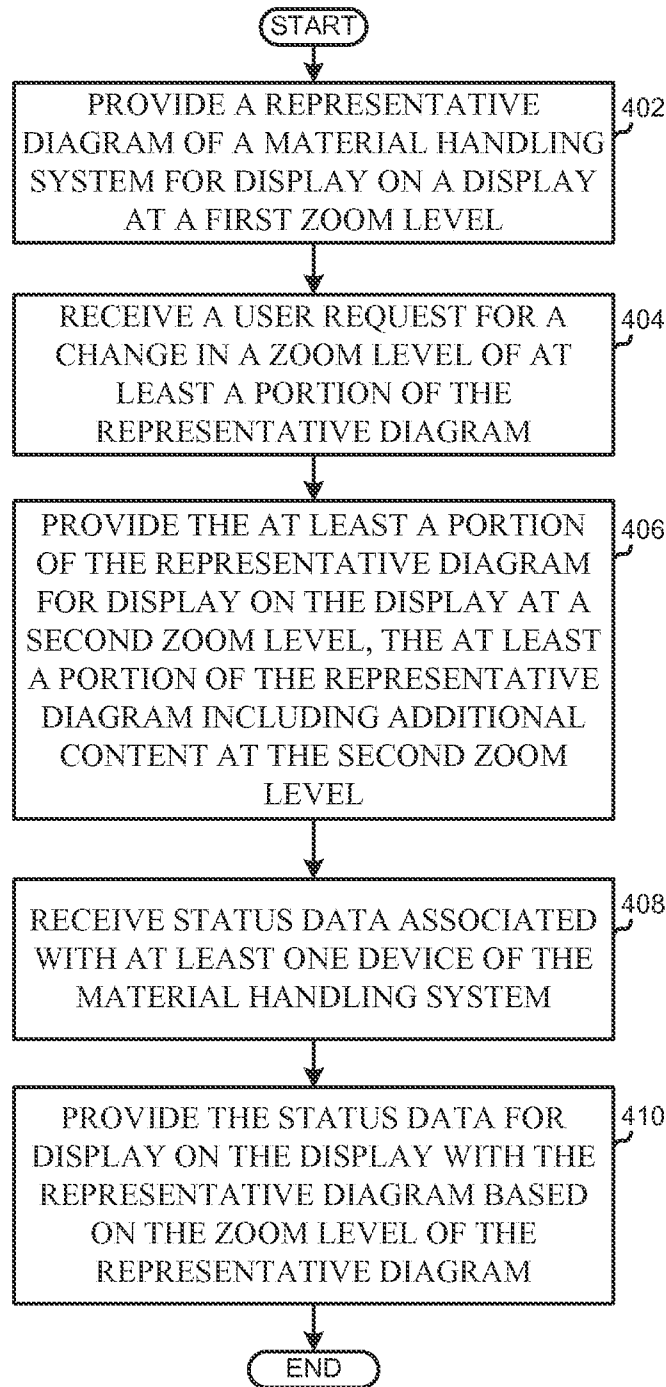 START
PROVIDE A REPRESENTATIVE
DIAGRAM OF A MATERIAL HANDLING
SYSTEM FOR DISPLAY ON A DISPLAY
AT A FIRST ZOOM LEVEL
402
RECEIVE A USER REQUEST FOR A
CHANGE IN A ZOOM LEVEL OF AT
LEAST A PORTION OF THE
REPRESENTATIVE DIAGRAM
404
PROVIDE THE AT LEAST A PORTION
OF THE REPRESENTATIVE DIAGRAM
FOR DISPLAY ON THE DISPLAY AT A
SECOND ZOOM LEVEL, THE AT LEAST
A PORTION OF THE REPRESENTATIVE
DIAGRAM INCLUDING ADDITIONAL
CONTENT AT THE SECOND ZOOM
LEVEL
406
RECEIVE STATUS DATA ASSOCIATED
WITH AT LEAST ONE DEVICE OF THE
MATERIAL HANDLING SYSTEM
408
PROVIDE THE STATUS DATA FOR
DISPLAY ON THE DISPLAY WITH THE
REPRESENTATIVE DIAGRAM BASED
ON THE ZOOM LEVEL OF THE
REPRESENTATIVE DIAGRAM
410
END